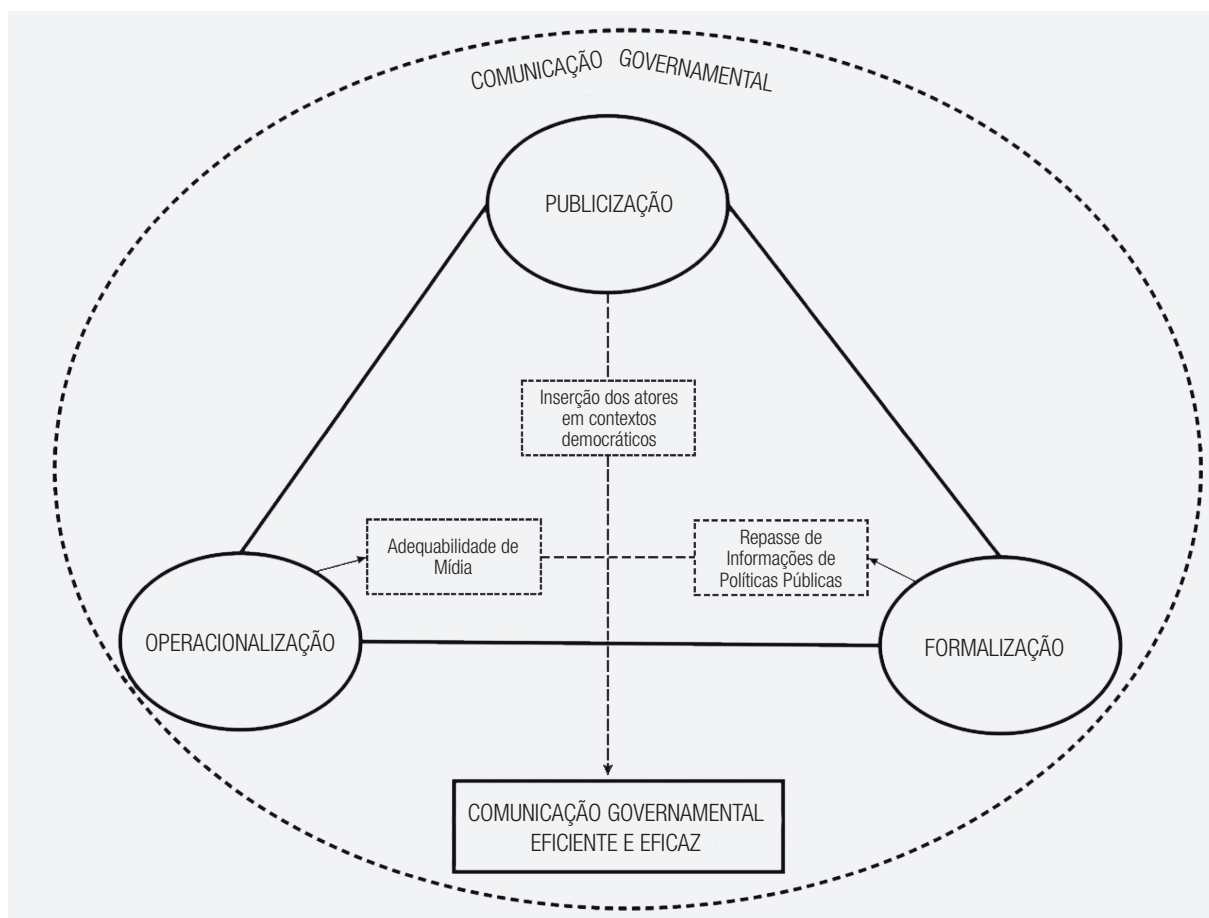 COMUNICAÇÃO GOVERNAMENTAL
PUBLICIZAÇÃO
Inserção dos atores
em contextos
democráticos
Adequabilidade de
Mídia
Repasse de
Informações de
Políticas Públicas
OPERACIONALIZAÇÃO
FORMALIZAÇÃO
COMUNICAÇÃO GOVERNAMENTAL
EFICIENTE E EFICAZ